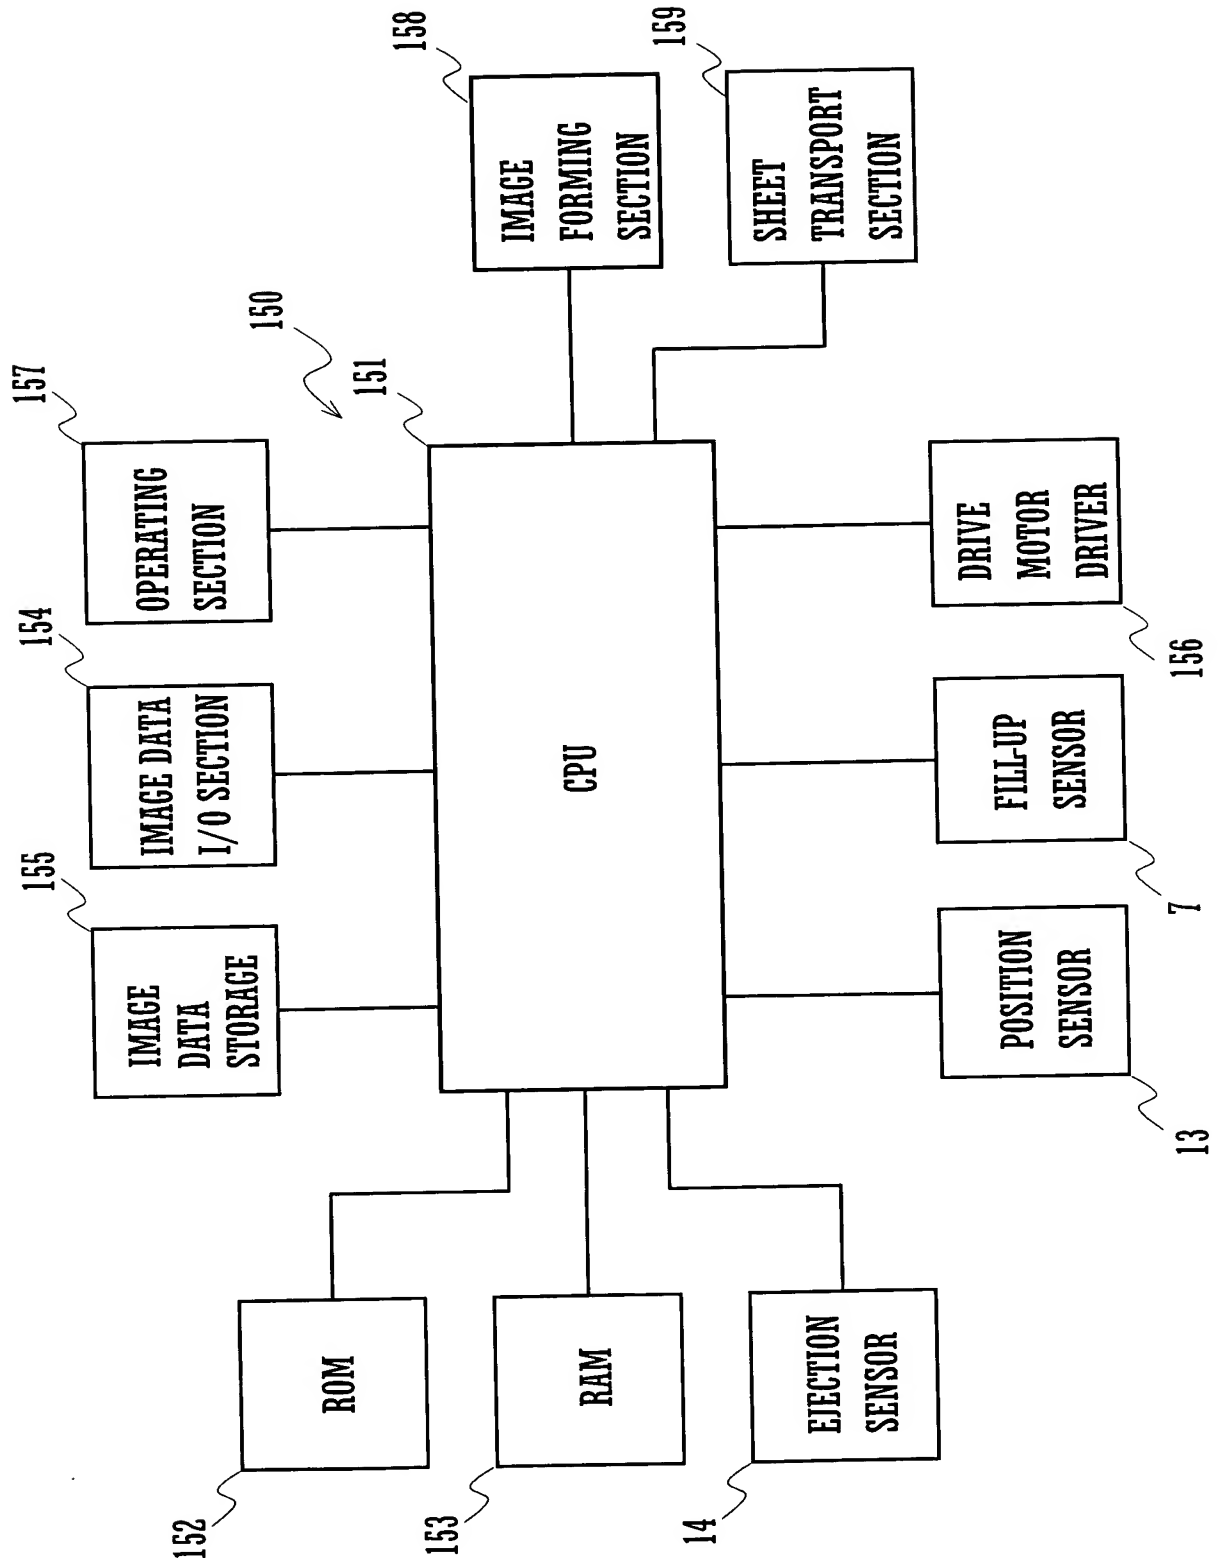 155
IMAGE
DATA
STORAGE
154
IMAGE DATA
I/O SECTION
157
OPERATING
SECTION
150
152
ROM
151
CPU
158
IMAGE
FORMING
SECTION
153
RAM
159
SHEET
TRANSPORT
SECTION
14
EJECTION
SENSOR
13
POSITION
SENSOR
7
FILL-UP
SENSOR
156
DRIVE
MOTOR
DRIVER